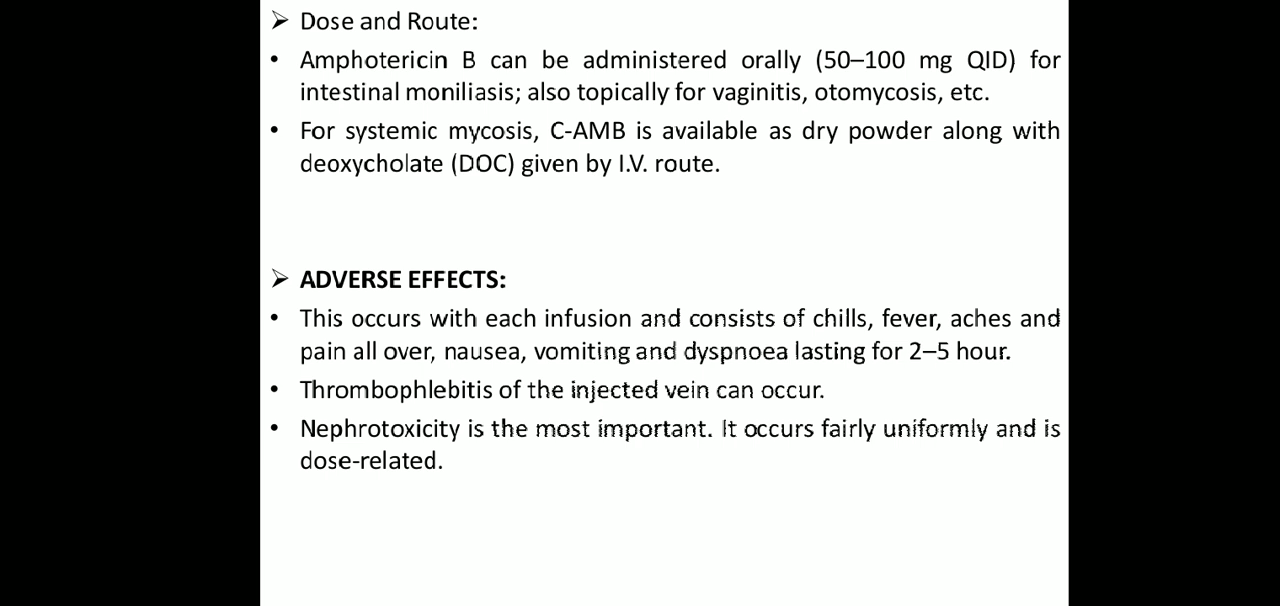 ➢ Dose and Route:
• Amphotericin B can be administered orally (50–100 mg QID) for
intestinal moniliasis; also topically for vaginitis, otomycosis, etc.
• For systemic mycosis, C-AMB is available as dry powder along with
deoxycholate (DOC) given by I.V. route.
➢ ADVERSE EFFECTS:
• This occurs with each infusion and consists of chills, fever, aches and
pain all over, nausea, vomiting and dyspnoea lasting for 2–5 hour.
• Thrombophlebitis of the injected vein can occur.
• Nephrotoxicity is the most important. It occurs fairly uniformly and is
dose-related.